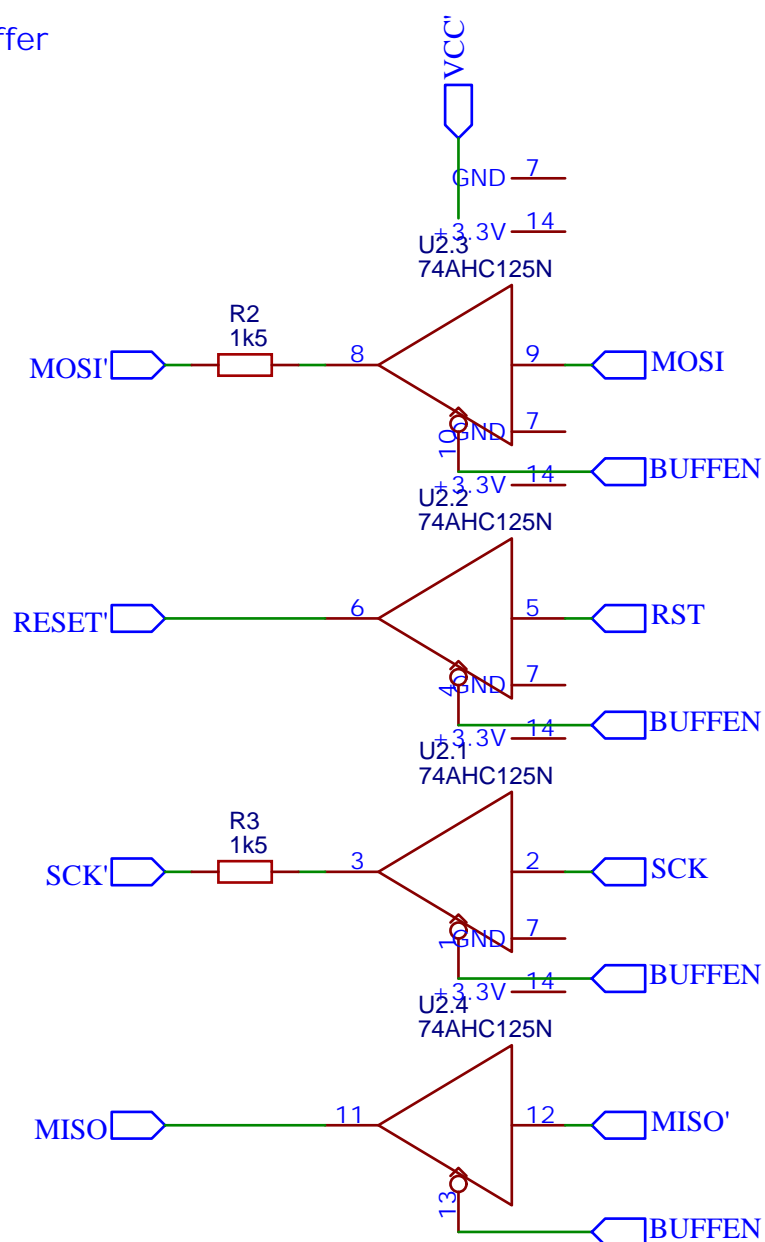 ffer
VCC'
GND 7
+3.3V 14
U2.3
74AHC125N
R2
1k5
MOSI' 8 9 MOSI
10 GND 7
BUFFEN
+3.3V 14
U2.2
74AHC125N
RESET' 6 5 RST
4 GND 7
BUFFEN
+3.3V 14
U2.1
74AHC125N
R3
1k5
SCK' 3 2 SCK
1 GND 7
BUFFEN
+3.3V 14
U2.4
74AHC125N
MISO 11 12 MISO'
13
BUFFEN